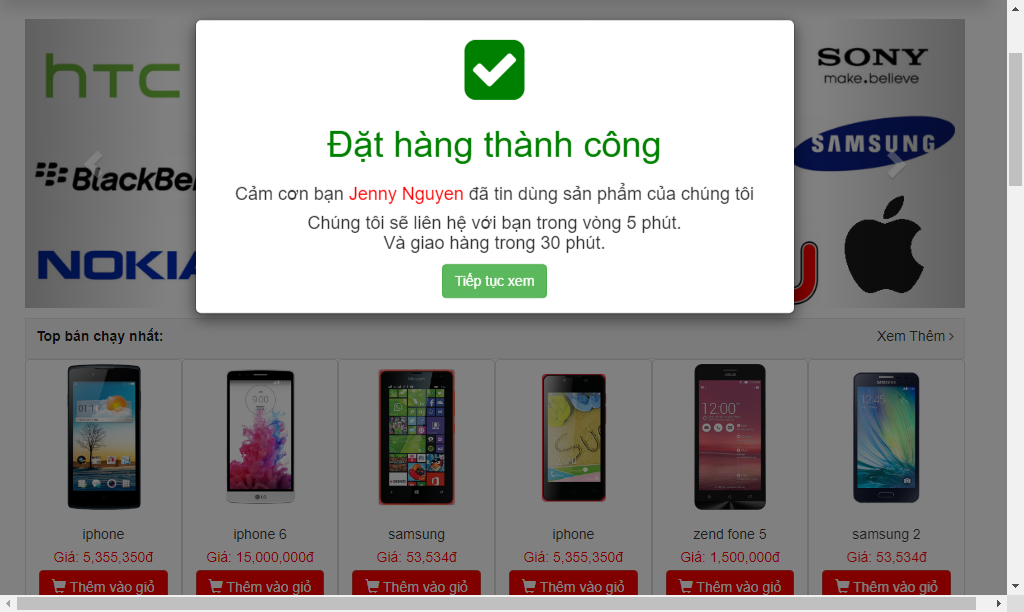 hTC
BlackBer
NOKIA
SONY
make.believe
SAMSUNG
Đặt hàng thành công
Cảm cơn bạn Jenny Nguyen đã tin dùng sản phẩm của chúng tôi
Chúng tôi sẽ liên hệ với bạn trong vòng 5 phút.
Và giao hàng trong 30 phút.
Tiếp tục xem
Top bán chạy nhất:
Xem Thêm ›
iphone
iphone 6
samsung
iphone
zend fone 5
samsung 2
Giá: 5,355,350đ
Giá: 15,000,000đ
Giá: 53,534đ
Giá: 5,355,350đ
Giá: 1,500,000đ
Giá: 53,534đ
Thêm vào giỏ
Thêm vào giỏ
Thêm vào giỏ
Thêm vào giỏ
Thêm vào giỏ
Thêm vào giỏ